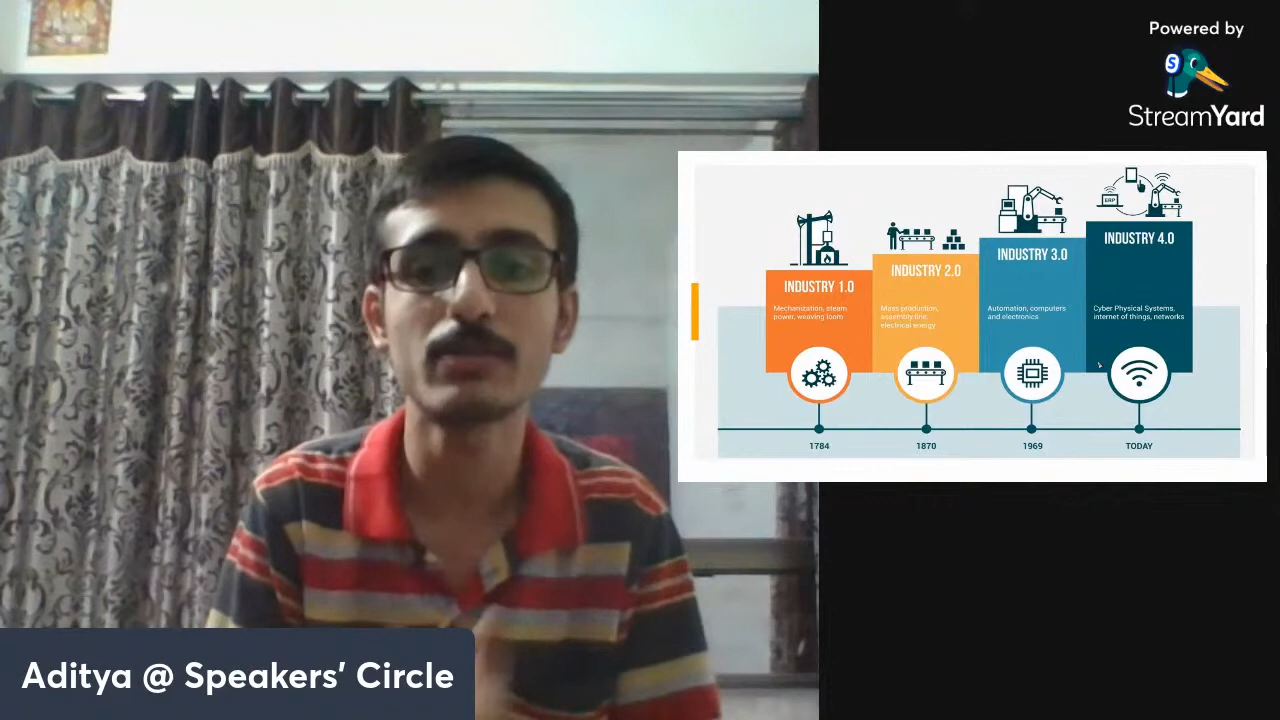 Powered by
StreamYard
INDUSTRY 1.0
Mechanization, steam
power, weaving loom
INDUSTRY 2.0
Mass production,
assembly line,
electrical energy
INDUSTRY 3.0
Automation, computers
and electronics
ERP
INDUSTRY 4.0
Cyber Physical Systems,
internet of things, networks
1784
1870
1969
TODAY
Aditya @ Speakers' Circle